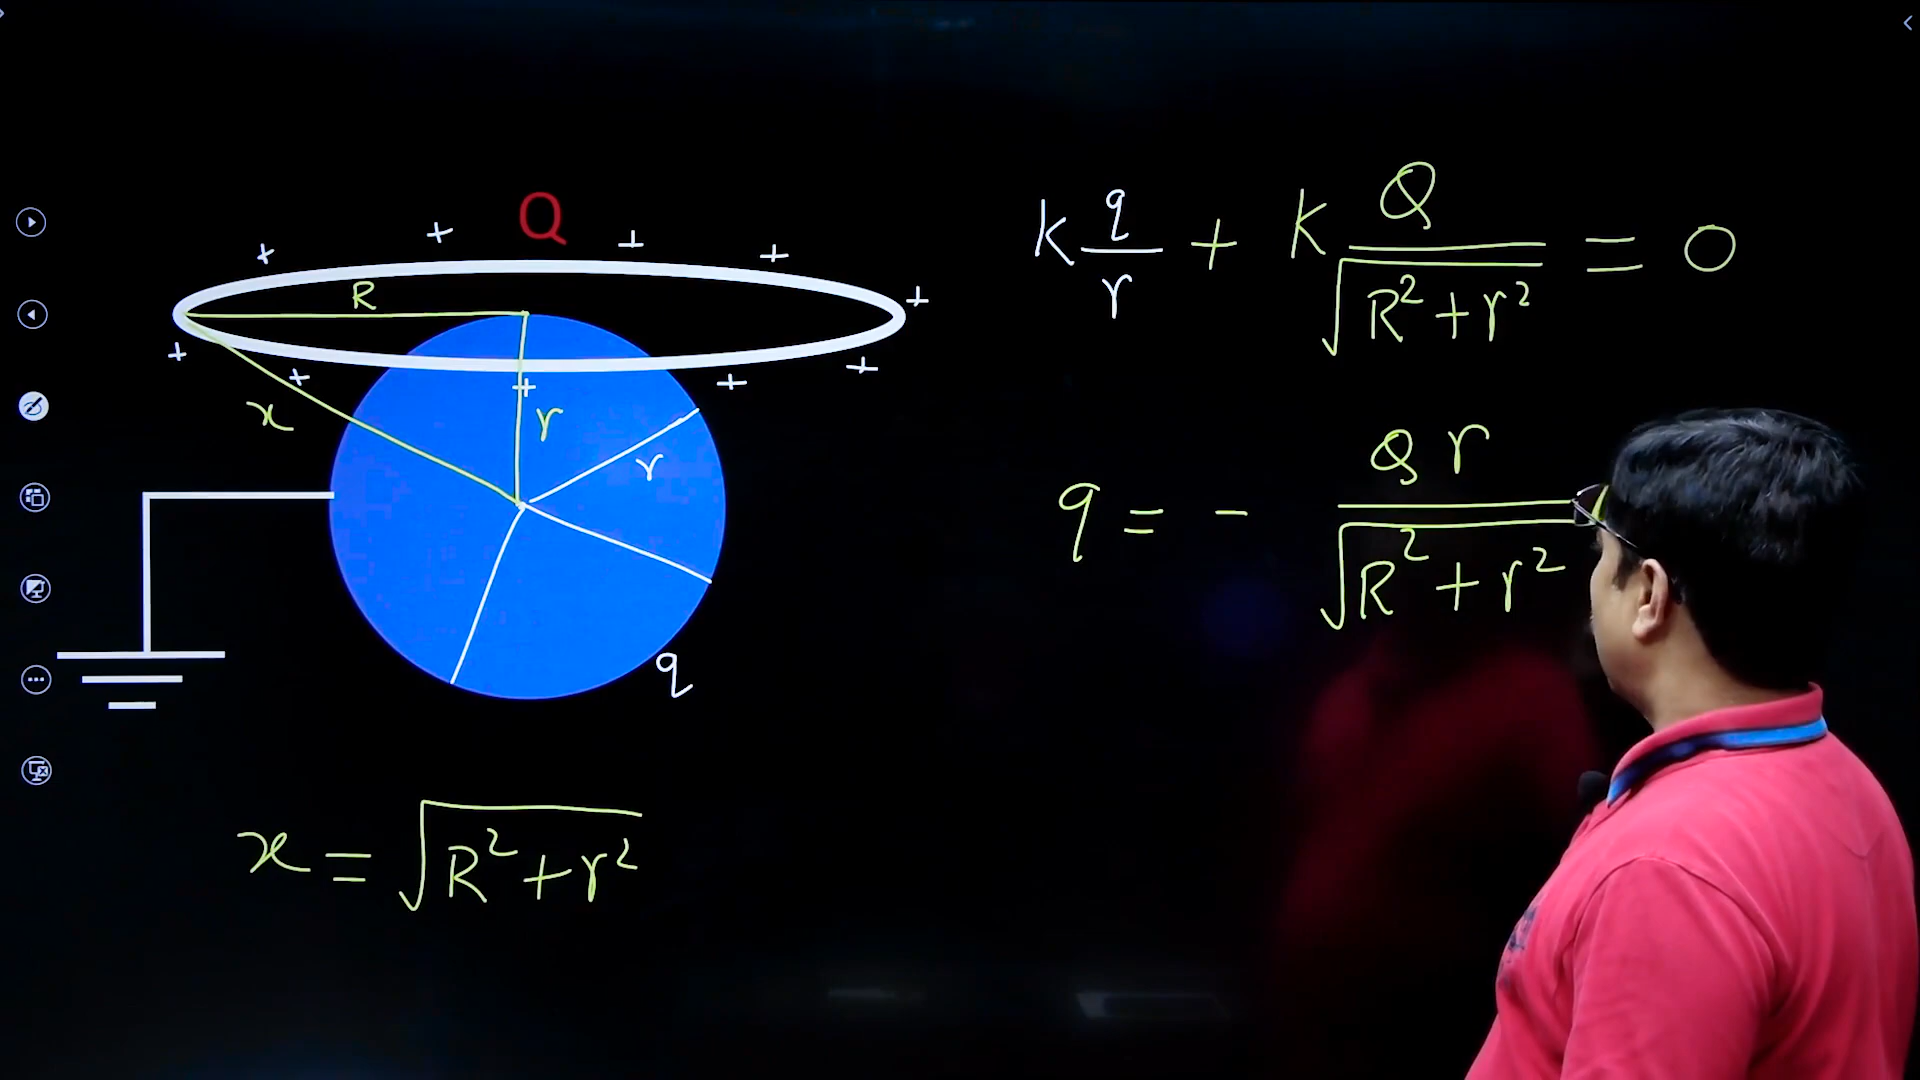 Q
R
x
r
r
q
x = √(R² + r²)
k q/r + k Q/√(R² + r²) = 0
q = - Qr/√(R² + r²)